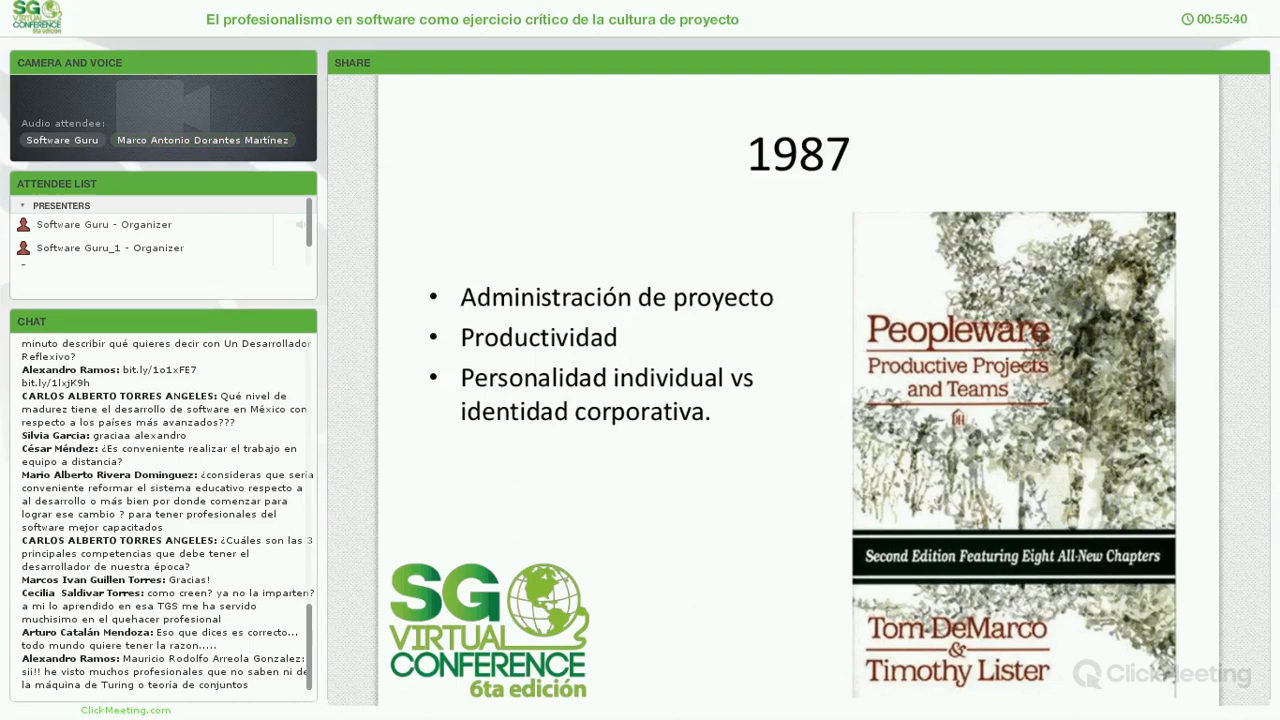 SG
VIRTUAL
CONFERENCE
6ta edición
El profesionalismo en software como ejercicio crítico de la cultura de proyecto
00:55:40
CAMERA AND VOICE
Audio attendee:
Software Guru
Marco Antonio Dorantes Martínez
ATTENDEE LIST
PRESENTERS
Software Guru - Organizer
Software Guru_1 - Organizer
CHAT
minuto describir qué quieres decir con Un Desarrollador
Reflexivo?
Alexandro Ramos: bit.ly/1o1xFE7
bit.ly/1lxjK9h
CARLOS ALBERTO TORRES ANGELES: Qué nivel de
madurez tiene el desarrollo de software en México con
respecto a los países más avanzados???
Silvia Garcia: graciaa alexandro
César Méndez: ¿Es conveniente realizar el trabajo en
equipo a distancia?
Mario Alberto Rivera Dominguez: ¿consideras que sería
conveniente reformar el sistema educativo respecto a
al desarrollo o más bien por donde comenzar para
lograr ese cambio ? para tener profesionales del
software mejor capacitados
CARLOS ALBERTO TORRES ANGELES: ¿Cuáles son las 3
principales competencias que debe tener el
desarrollador de nuestra época?
Marcos Ivan Guillen Torres: Gracias!
Cecilia Saldivar Torres: como creen? ya no la imparten?
a mi lo aprendido en esa TGS me ha servido
muchisimo en el quehacer profesional
Arturo Catalán Mendoza: Eso que dices es correcto...
todo mundo quiere tener la razon.....
Alexandro Ramos: Mauricio Rodolfo Arreola Gonzalez:
sii!! he visto muchos profesionales que no saben ni de
la máquina de Turing o teoría de conjuntos
ClickMeeting.com
SHARE
1987
• Administración de proyecto
• Productividad
• Personalidad individual vs
identidad corporativa.
Peopleware
Productive Projects
and Teams
DH
Second Edition Featuring Eight All-New Chapters
Tom DeMarco
&
Timothy Lister
SG
VIRTUAL
CONFERENCE
6ta edición
ClickMeeting